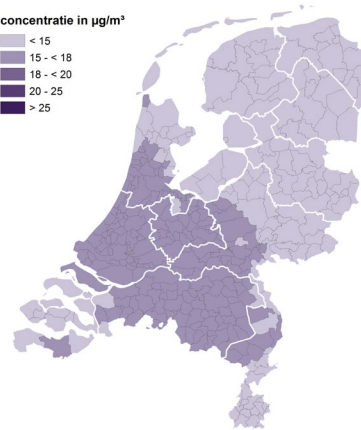 concentratie in µg/m³
< 15
15 - < 18
18 - < 20
20 - 25
> 25